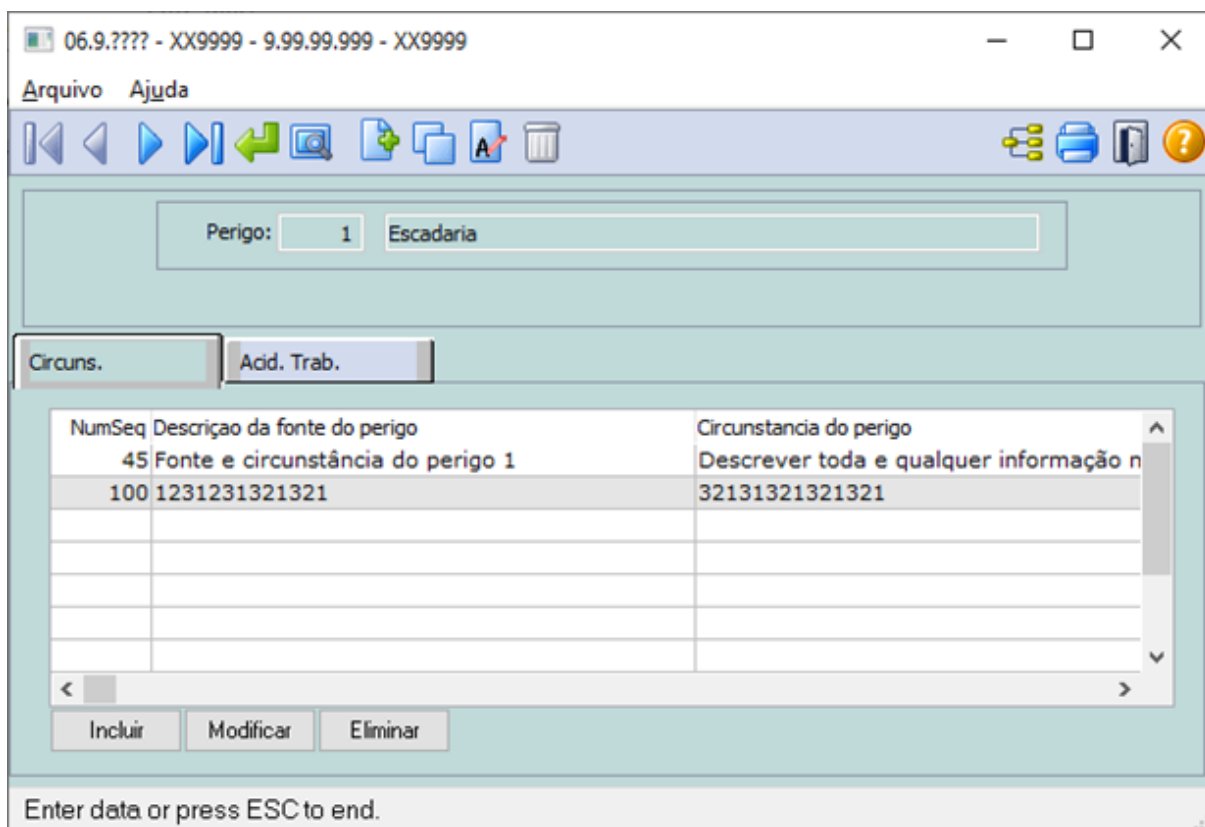 06.9.???? - XX9999 - 9.99.99.999 - XX9999
Arquivo Ajuda
Perigo: 1 Escadaria
Circuns. Acid. Trab.
NumSeq Descriçao da fonte do perigo Circunstancia do perigo
45 Fonte e circunstância do perigo 1 Descrever toda e qualquer informação n
100 1231231321321 32131321321321
Incluir Modificar Eliminar
Enter data or press ESC to end.